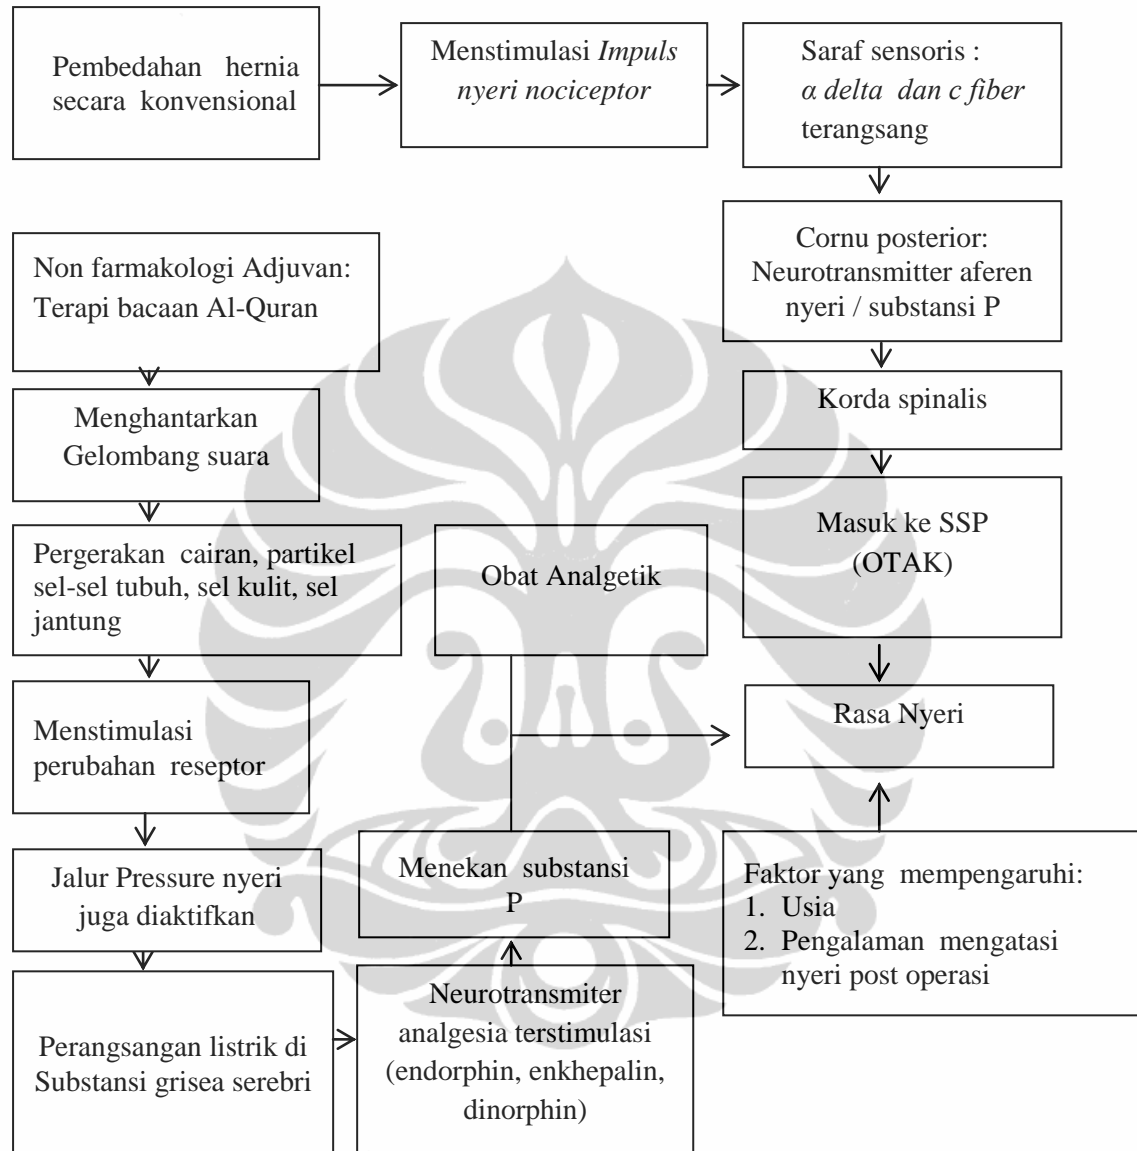 Pembedahan hernia
secara konvensional
Menstimulasi Impuls
nyeri nociceptor
Saraf sensoris :
α delta dan c fiber
terangsang
Cornu posterior:
Neurotransmitter aferen
nyeri / substansi P
Korda spinalis
Masuk ke SSP
(OTAK)
Rasa Nyeri
Non farmakologi Adjuvan:
Terapi bacaan Al-Quran
Menghantarkan
Gelombang suara
Pergerakan cairan, partikel
sel-sel tubuh, sel kulit, sel
jantung
Menstimulasi
perubahan reseptor
Jalur Pressure nyeri
juga diaktifkan
Perangsangan listrik di
Substansi grisea serebri
Neurotransmiter
analgesia terstimulasi
(endorphin, enkhepalin,
dinorphin)
Menekan substansi
P
Obat Analgetik
Faktor yang mempengaruhi:
1. Usia
2. Pengalaman mengatasi
nyeri post operasi